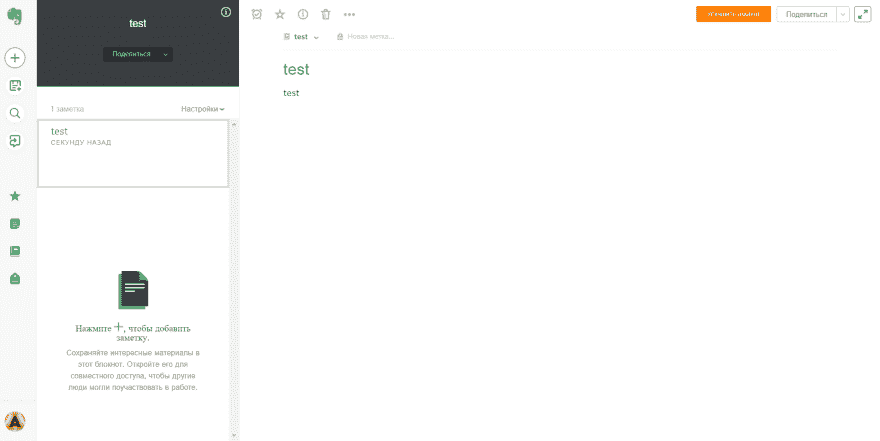 test
Поделиться
1 заметка
Настройки
test
СЕКУНДУ НАЗАД
Нажмите +, чтобы добавить
заметку.
Сохраняйте интересные материалы в
этот блокнот. Откройте его для
совместного доступа, чтобы другие
люди могли поучаствовать в работе.
Поделиться
test
Новая метка...
test
test